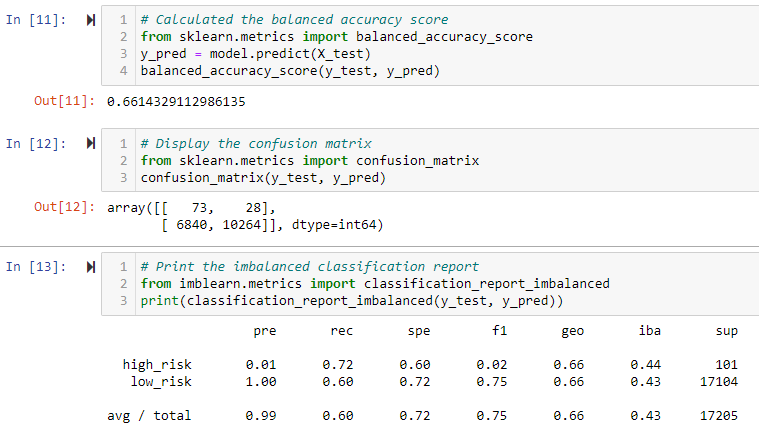 In [11]: 1 # Calculated the balanced accuracy score
2 from sklearn.metrics import balanced_accuracy_score
3 y_pred = model.predict(X_test)
4 balanced_accuracy_score(y_test, y_pred)
Out[11]: 0.6614329112986135
In [12]: 1 # Display the confusion matrix
2 from sklearn.metrics import confusion_matrix
3 confusion_matrix(y_test, y_pred)
Out[12]: array([[   73,    28],
[ 6840, 10264]], dtype=int64)
In [13]: 1 # Print the imbalanced classification report
2 from imblearn.metrics import classification_report_imbalanced
3 print(classification_report_imbalanced(y_test, y_pred))
pre rec spe f1 geo iba sup
high_risk 0.01 0.72 0.60 0.02 0.66 0.44 101
low_risk 1.00 0.60 0.72 0.75 0.66 0.43 17104
avg / total 0.99 0.60 0.72 0.75 0.66 0.43 17205